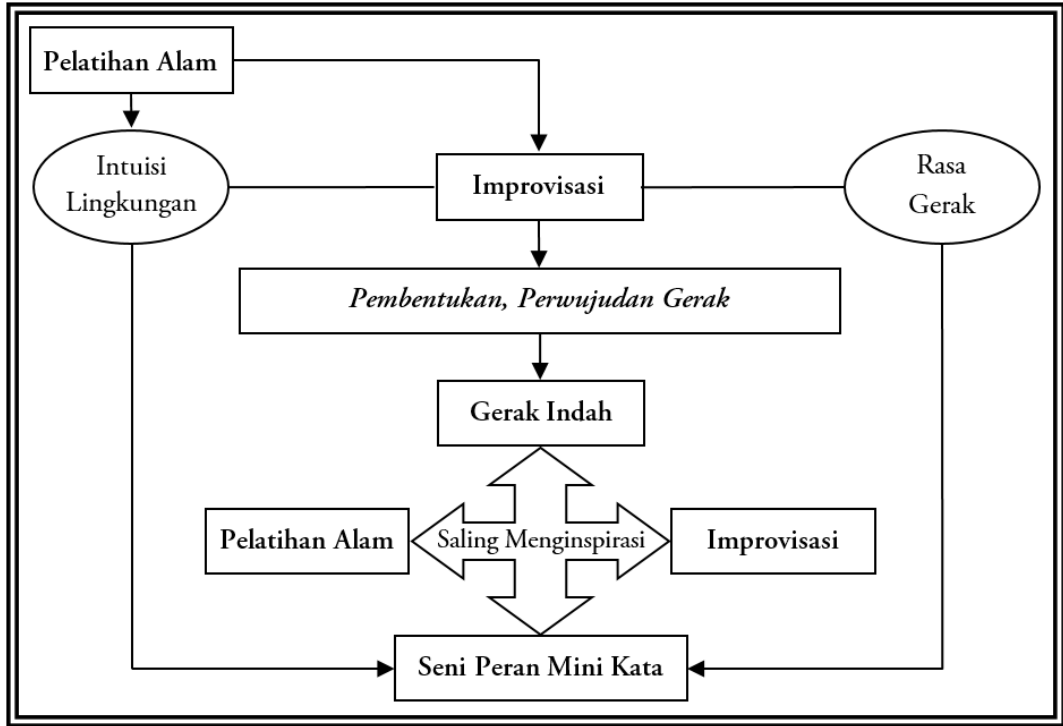 Pelatihan Alam
Intuisi
Lingkungan
Improvisasi
Rasa
Gerak
Pembentukan, Perwujudan Gerak
Gerak Indah
Pelatihan Alam
Saling Menginspirasi
Improvisasi
Seni Peran Mini Kata